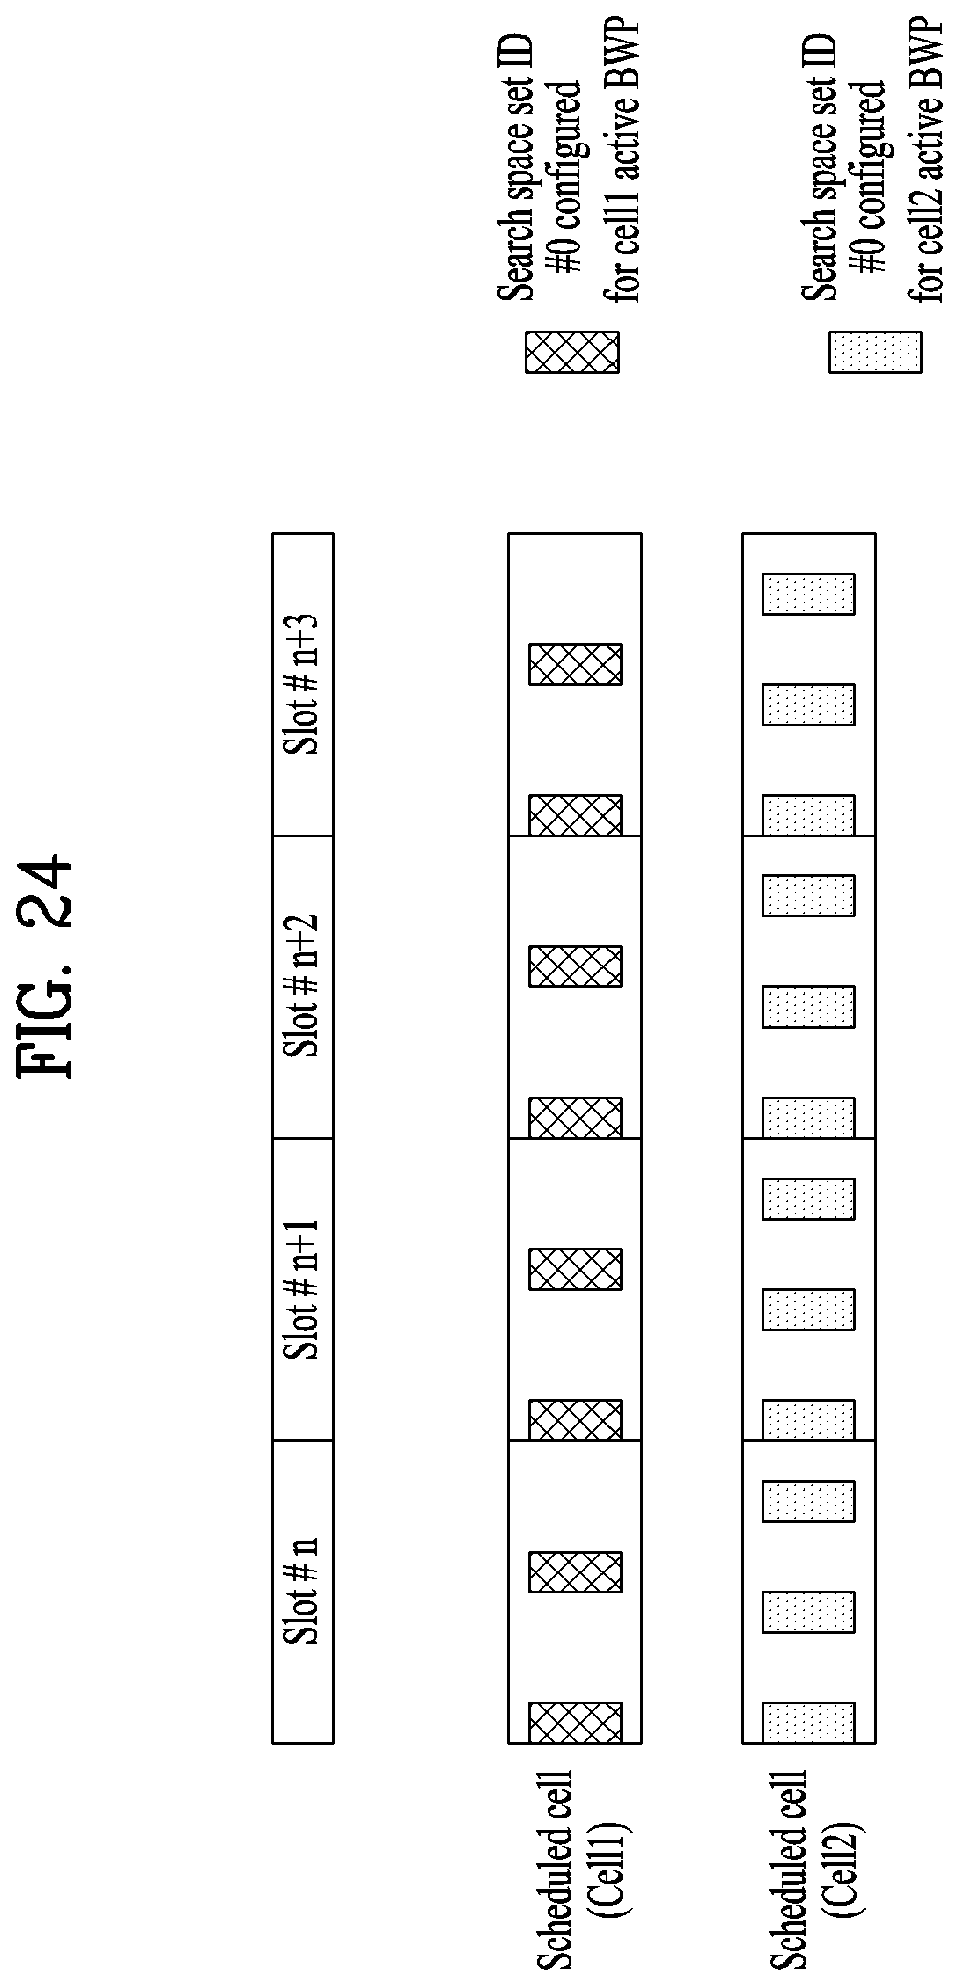 FIG. 24
Slot # n
Slot # n+1
Slot # n+2
Slot # n+3
Scheduled cell
(Cell1)
Search space set ID
#0 configured
for cell1 active BWP
Scheduled cell
(Cell2)
Search space set ID
#0 configured
for cell2 active BWP